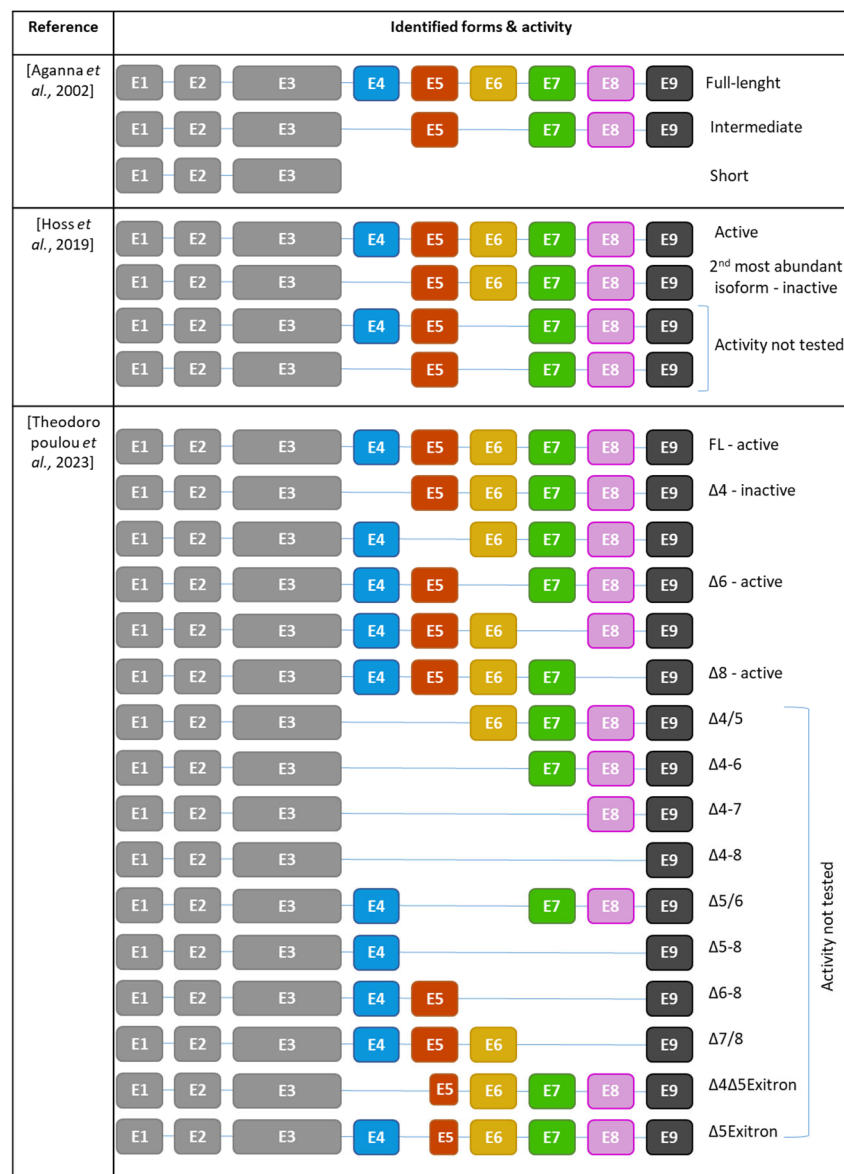 Reference Identified forms & activity
[Aganna et al., 2002]
E1 E2 E3 E4 E5 E6 E7 E8 E9 Full-lenght
E1 E2 E3 E5 E7 E8 E9 Intermediate
E1 E2 E3 Short
[Hoss et al., 2019]
E1 E2 E3 E4 E5 E6 E7 E8 E9 Active
E1 E2 E3 E5 E6 E7 E8 E9 2nd most abundant isoform - inactive
E1 E2 E3 E4 E5 E7 E8 E9
E1 E2 E3 E5 E7 E8 E9
Activity not tested
[Theodoro poulou et al., 2023]
E1 E2 E3 E4 E5 E6 E7 E8 E9 FL - active
E1 E2 E3 E5 E6 E7 E8 E9 Δ4 - inactive
E1 E2 E3 E4 E6 E7 E8 E9
E1 E2 E3 E4 E5 E7 E8 E9 Δ6 - active
E1 E2 E3 E4 E5 E6 E8 E9
E1 E2 E3 E4 E5 E6 E7 E9 Δ8 - active
E1 E2 E3 E6 E7 E8 E9 Δ4/5
E1 E2 E3 E7 E8 E9 Δ4-6
E1 E2 E3 E8 E9 Δ4-7
E1 E2 E3 E9 Δ4-8
E1 E2 E3 E4 E7 E8 E9 Δ5/6
E1 E2 E3 E4 E9 Δ5-8
E1 E2 E3 E4 E5 E9 Δ6-8
E1 E2 E3 E4 E5 E6 E9 Δ7/8
E1 E2 E3 E5 E6 E7 E8 E9 Δ4Δ5Exitron
E1 E2 E3 E4 E5 E6 E7 E8 E9 Δ5Exitron
Activity not tested